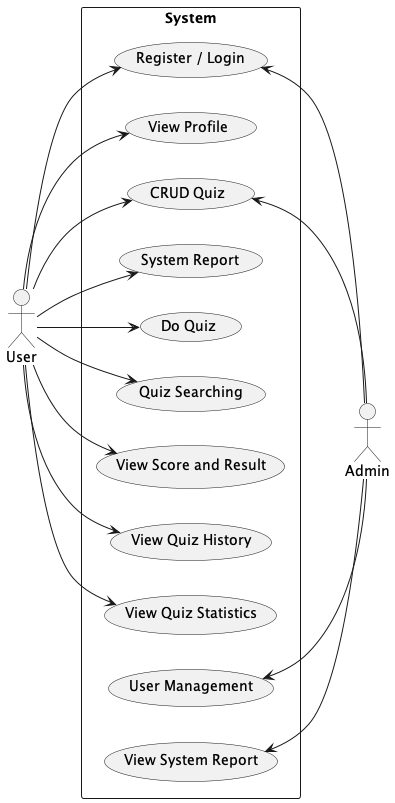 System
Register / Login
View Profile
CRUD Quiz
System Report
Do Quiz
User
Quiz Searching
View Score and Result
Admin
View Quiz History
View Quiz Statistics
User Management
View System Report